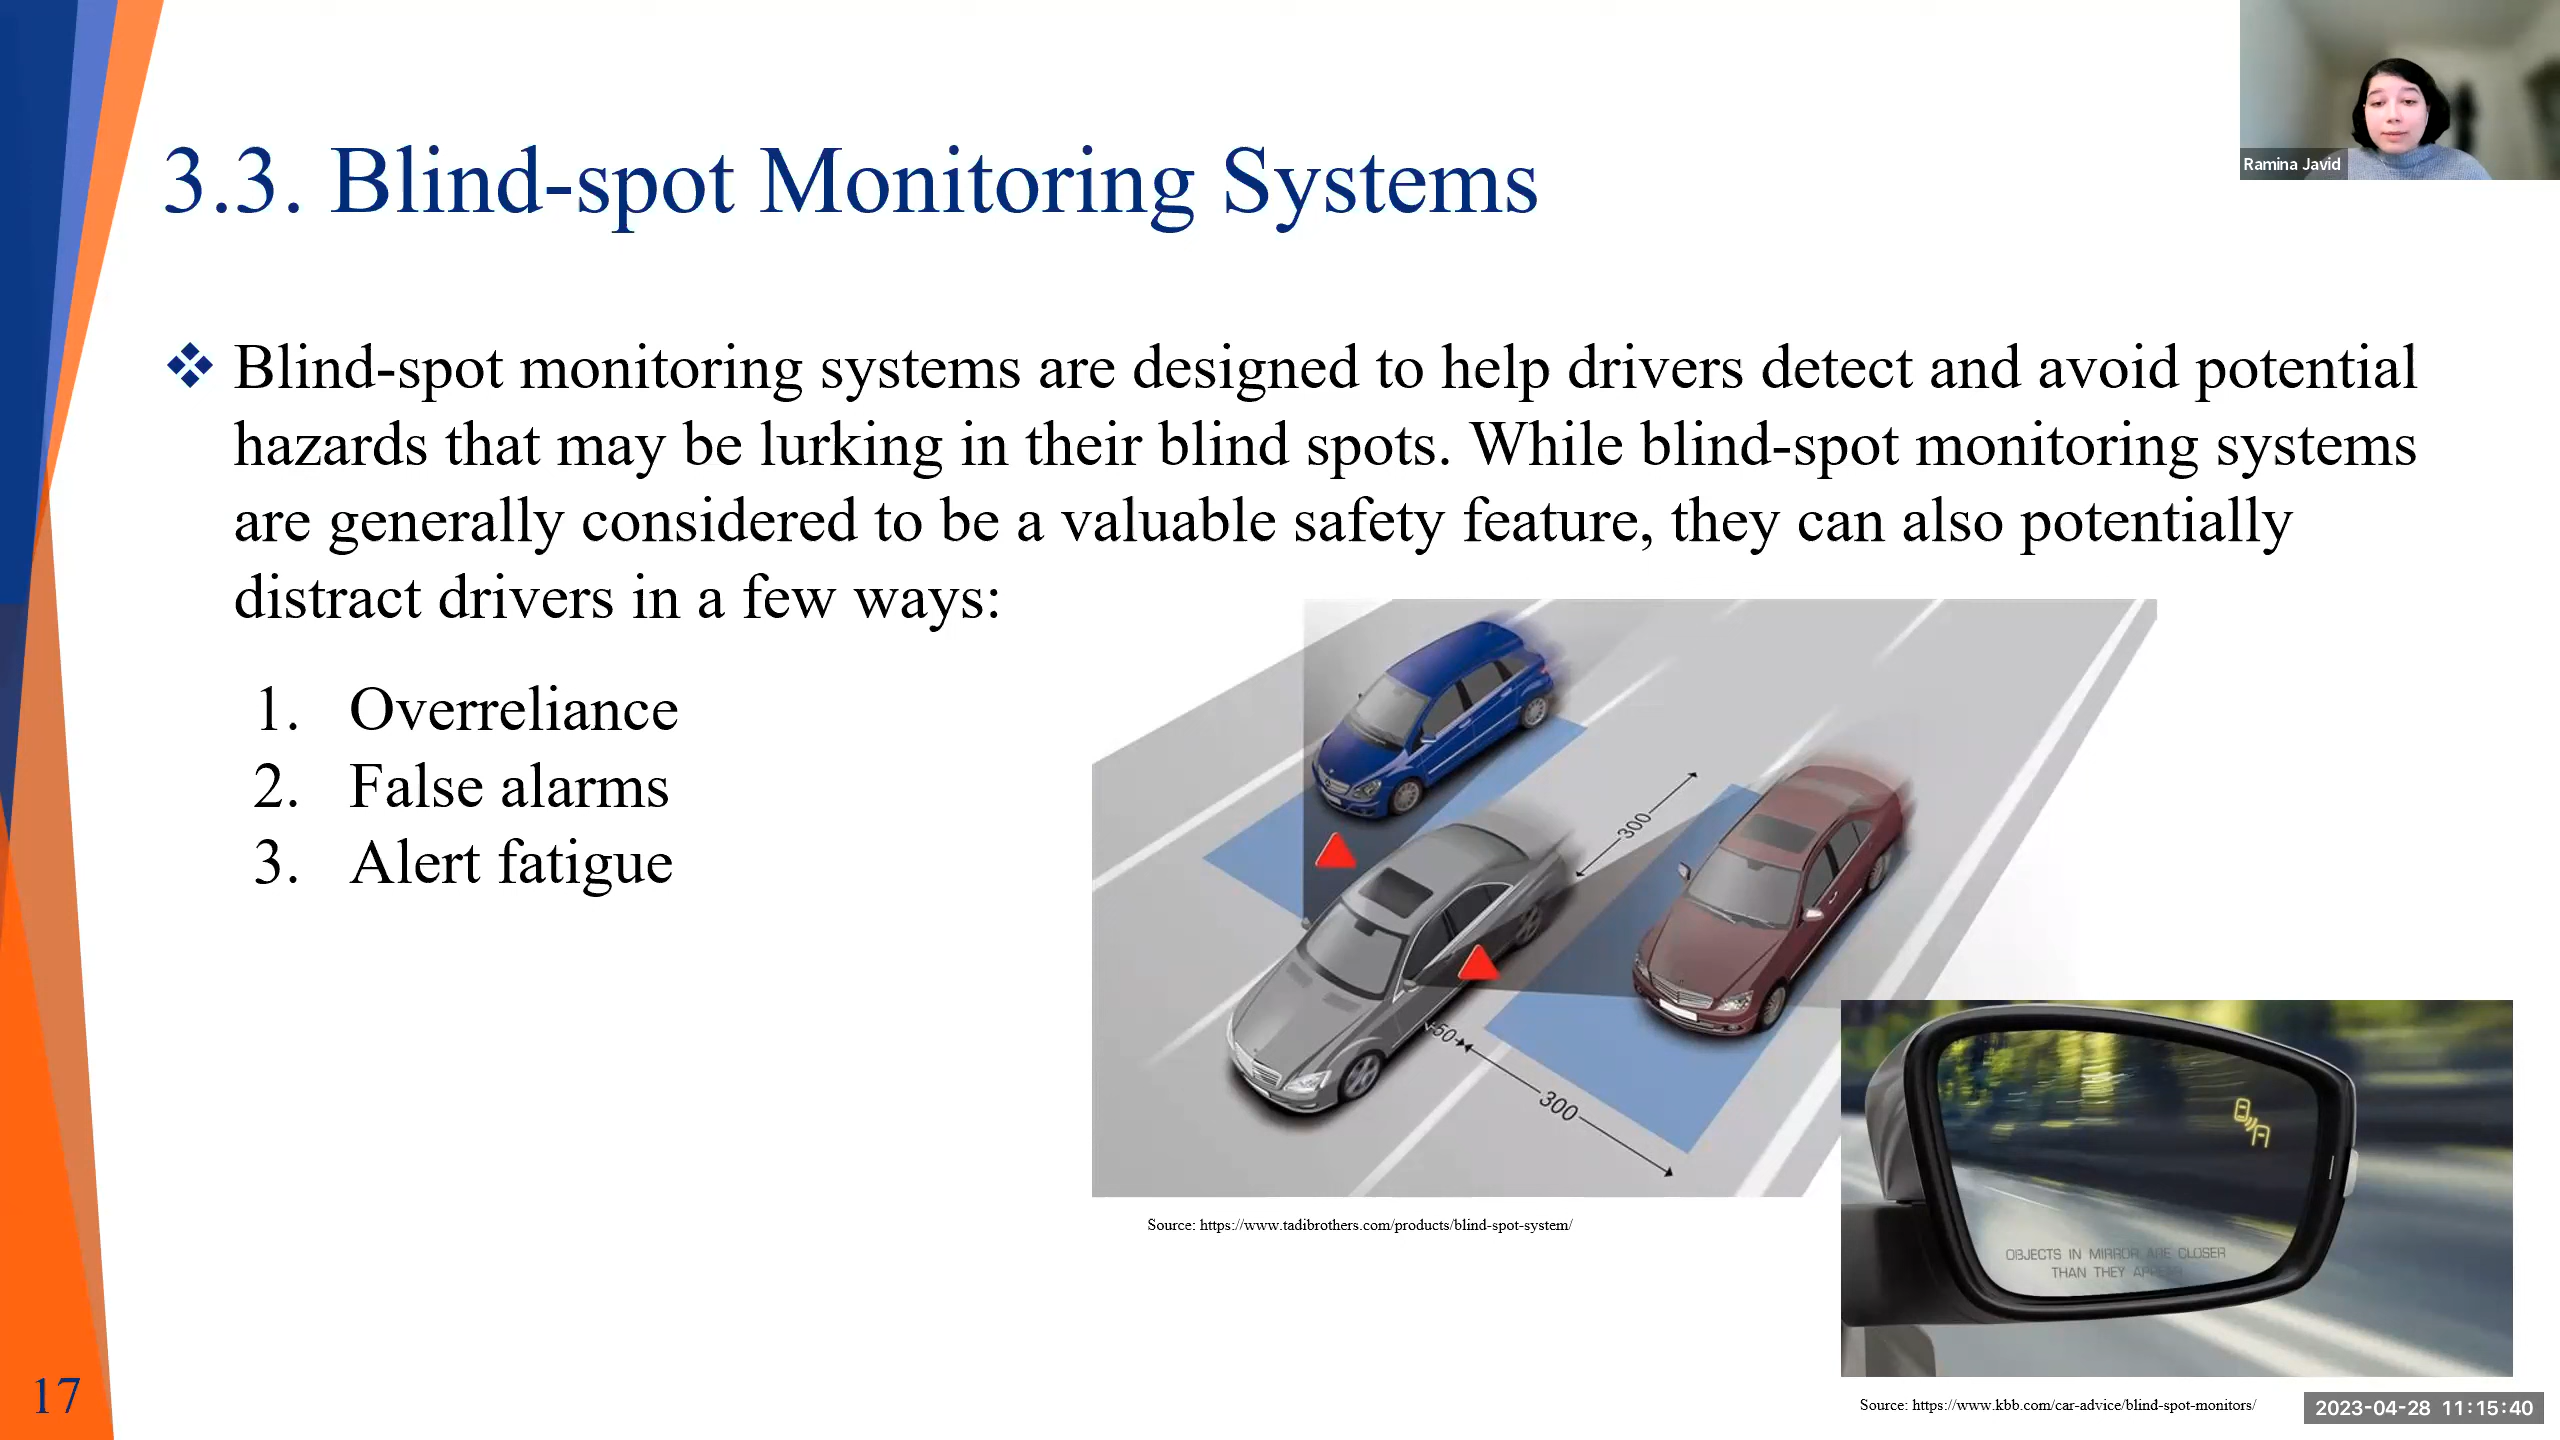 Ramina Javid
3.3. Blind-spot Monitoring Systems
❖ Blind-spot monitoring systems are designed to help drivers detect and avoid potential
hazards that may be lurking in their blind spots. While blind-spot monitoring systems
are generally considered to be a valuable safety feature, they can also potentially
distract drivers in a few ways:
1. Overreliance
2. False alarms
3. Alert fatigue
300
50
300
OBJECTS IN MIRROR ARE CLOSER
THAN THEY APPEAR
Source: https://www.tadibrothers.com/products/blind-spot-system/
Source: https://www.kbb.com/car-advice/blind-spot-monitors/
17
2023-04-28 11:15:40